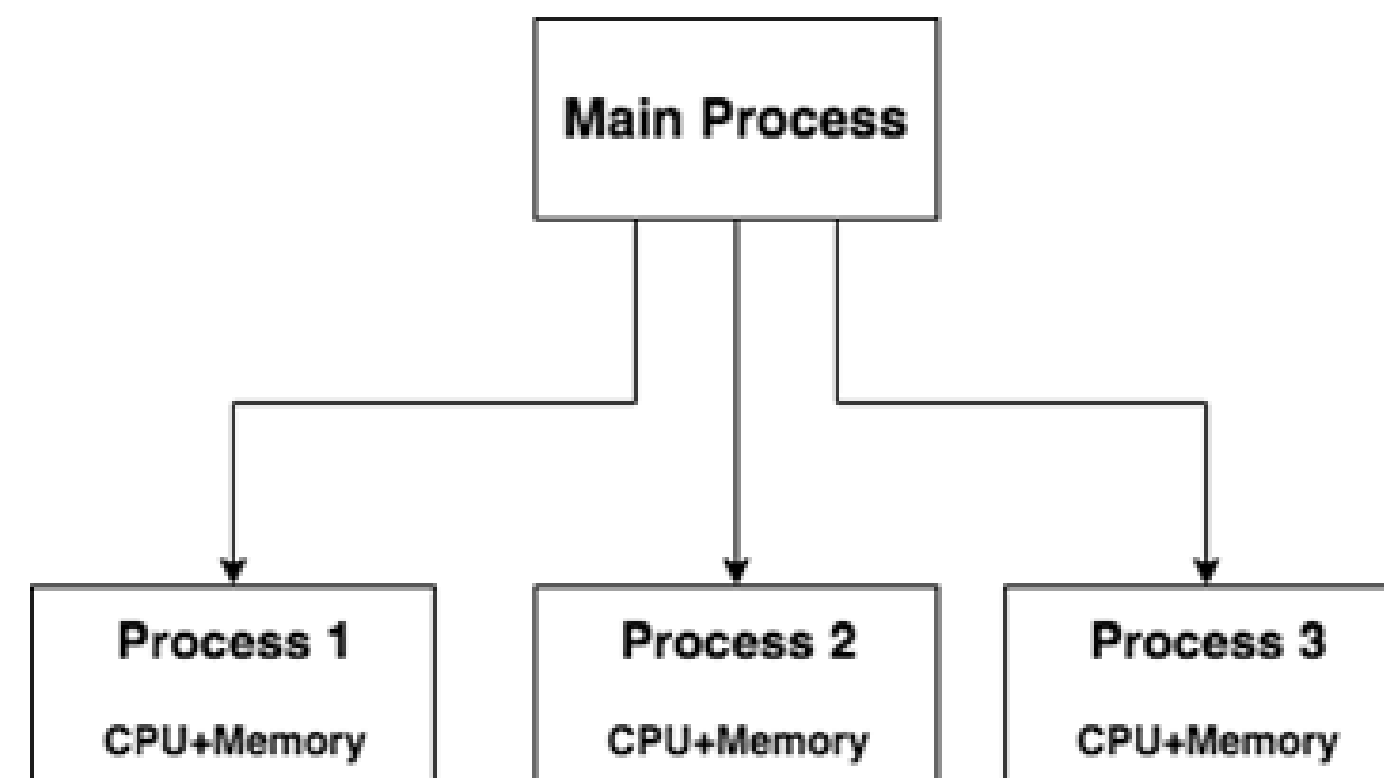 Main Process
Process 1
CPU+Memory
Process 2
CPU+Memory
Process 3
CPU+Memory